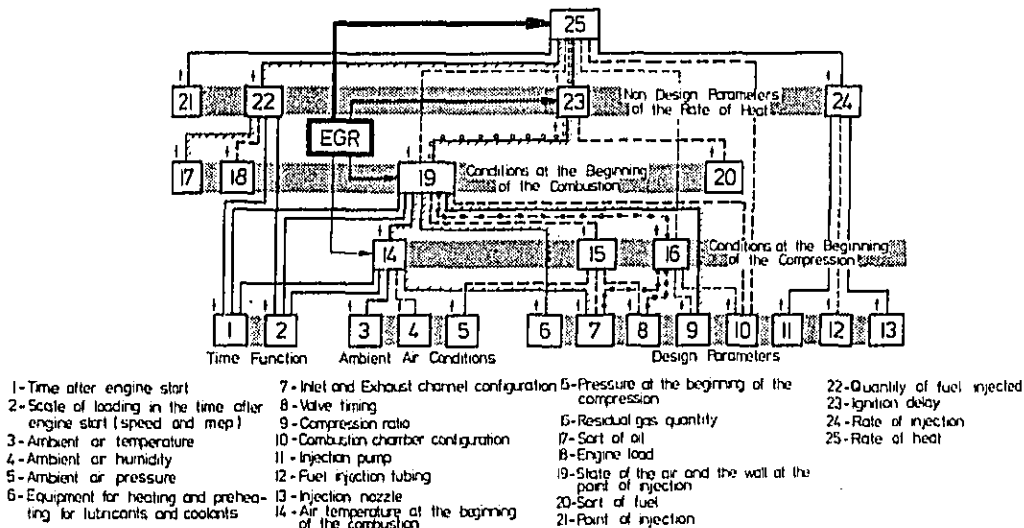 25
21
22
23
24
Non Design Parameters
of the Rate of Heat
EGR
17
18
19
20
Conditions at the Beginning
of the Combustion
14
15
16
Conditions at the Beginning
of the Compression
1
2
3
4
5
6
7
8
9
10
11
12
13
Time Function
Ambient Air Conditions
Design Parameters
1-Time after engine start
2-Scale of loading in the time after
engine start (speed and mep)
3-Ambient air temperature
4-Ambient air humidity
5-Ambient air pressure
6-Equipment for heating and prehea-
ting for lubricants and coolants
7-Inlet and Exhaust channel configuration
8-Valve timing
9-Compression ratio
10-Combustion chamber configuration
11-Injection pump
12-Fuel injection tubing
13-Injection nozzle
14-Air temperature at the beginning
of the combustion
15-Pressure at the beginning of the
compression
16-Residual gas quantity
17-Sort of oil
18-Engine load
19-State of the air and the wall at the
point of injection
20-Sort of fuel
21-Point of injection
22-Quantity of fuel injected
23-Ignition delay
24-Rate of injection
25-Rate of heat